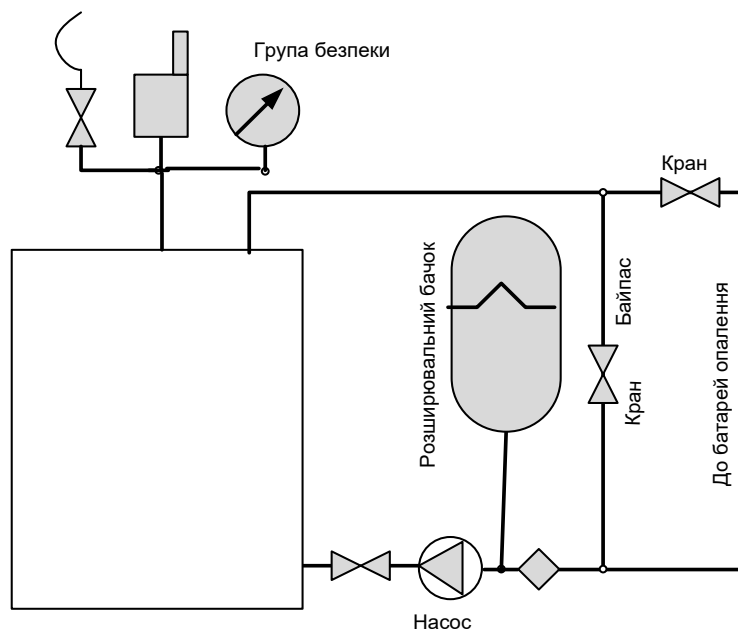 Група безпеки
Кран
Розширювальний бачок
Байпас
Кран
До батарей опалення
Насос